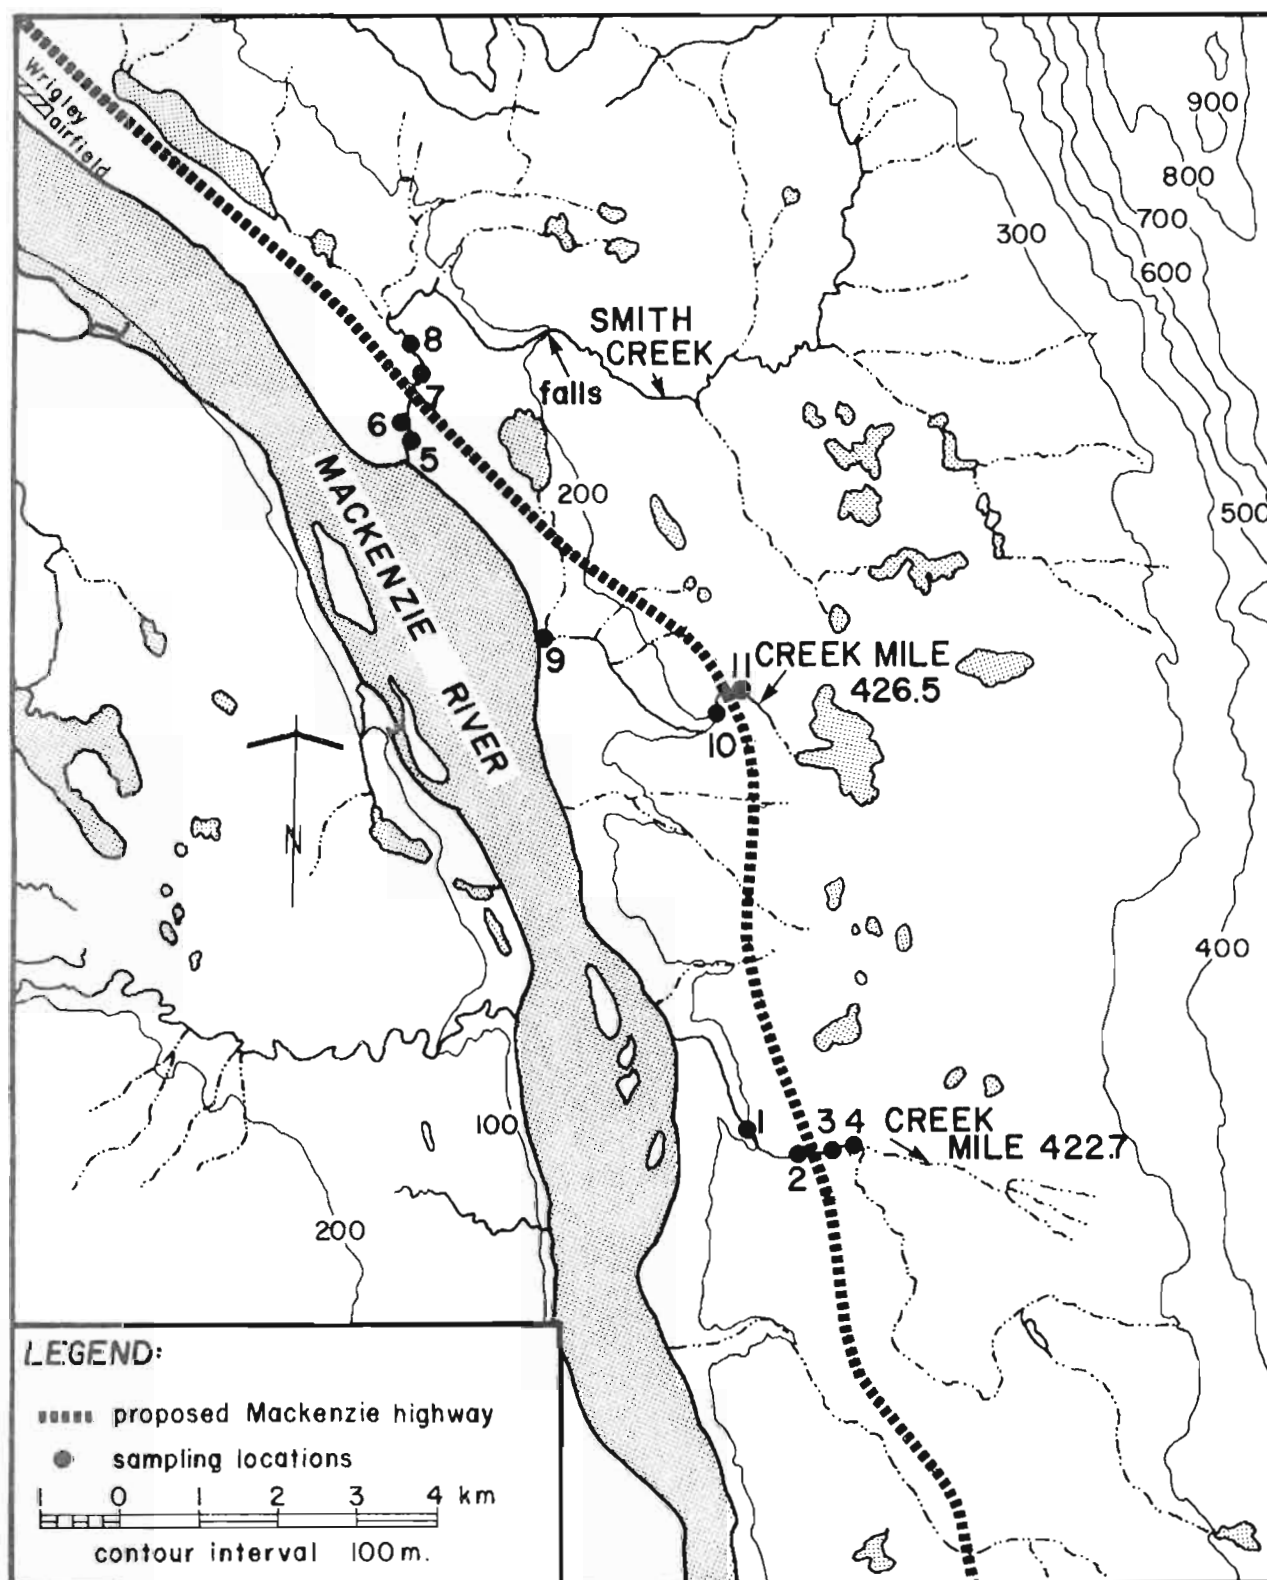 Wrigley
airfield
900
800
700
300
600
SMITH
CREEK
8
falls
7
6
5
200
500
MACKENZIE
RIVER
9
11
CREEK MILE
426.5
10
N
400
1
3 4
CREEK
MILE 422.7
2
100
200
LEGEND:
proposed Mackenzie highway
sampling locations
1 0 1 2 3 4 km
contour interval 100 m.